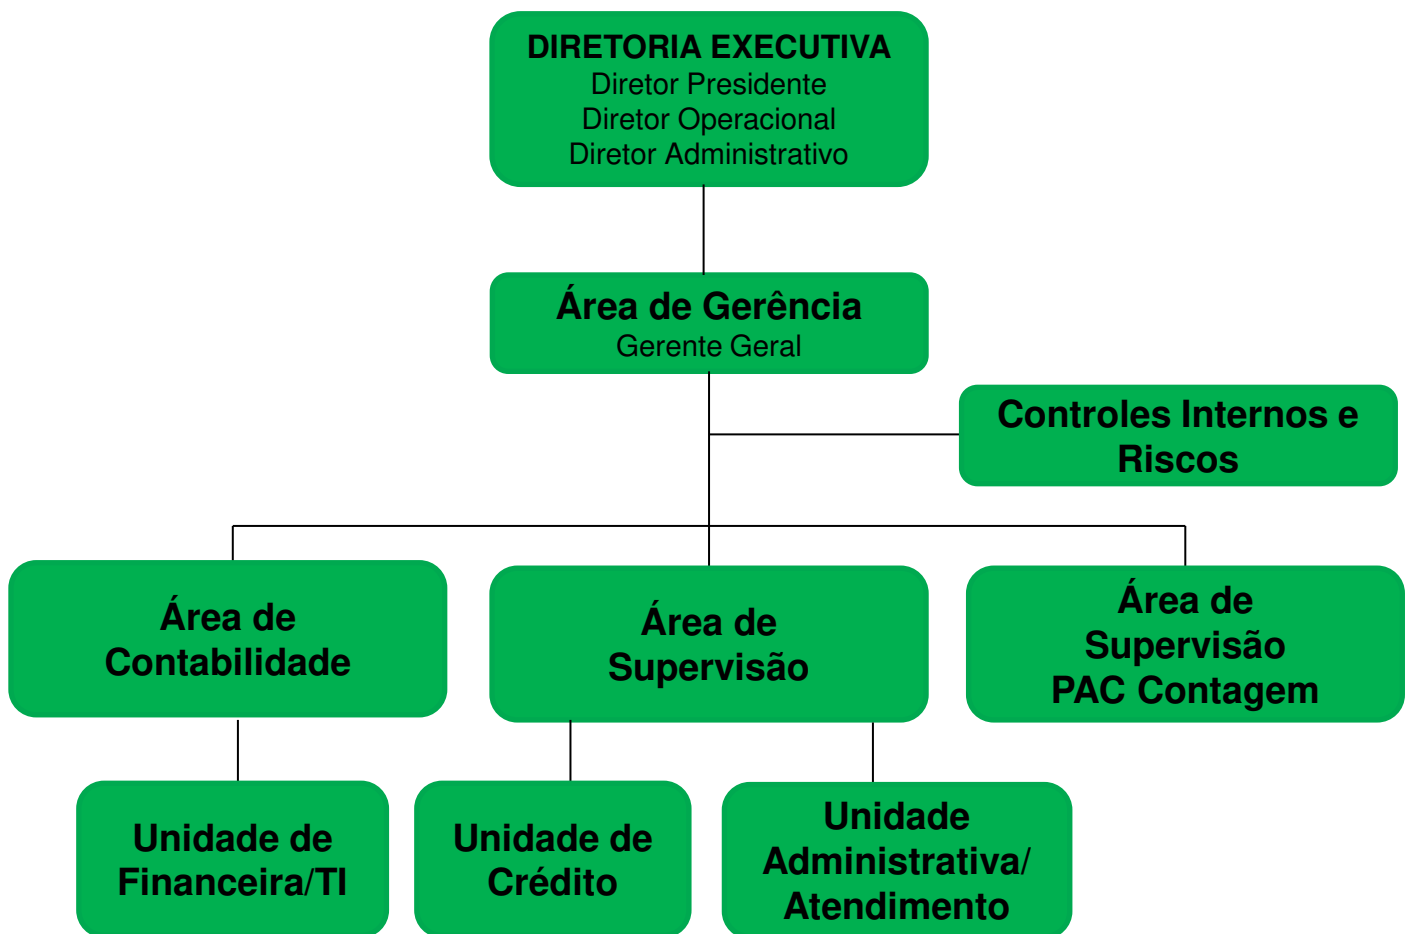 DIRETORIA EXECUTIVA
Diretor Presidente
Diretor Operacional
Diretor Administrativo
Área de Gerência
Gerente Geral
Controles Internos e
Riscos
Área de
Contabilidade
Área de
Supervisão
Área de
Supervisão
PAC Contagem
Unidade de
Financeira/TI
Unidade de
Crédito
Unidade
Administrativa/
Atendimento